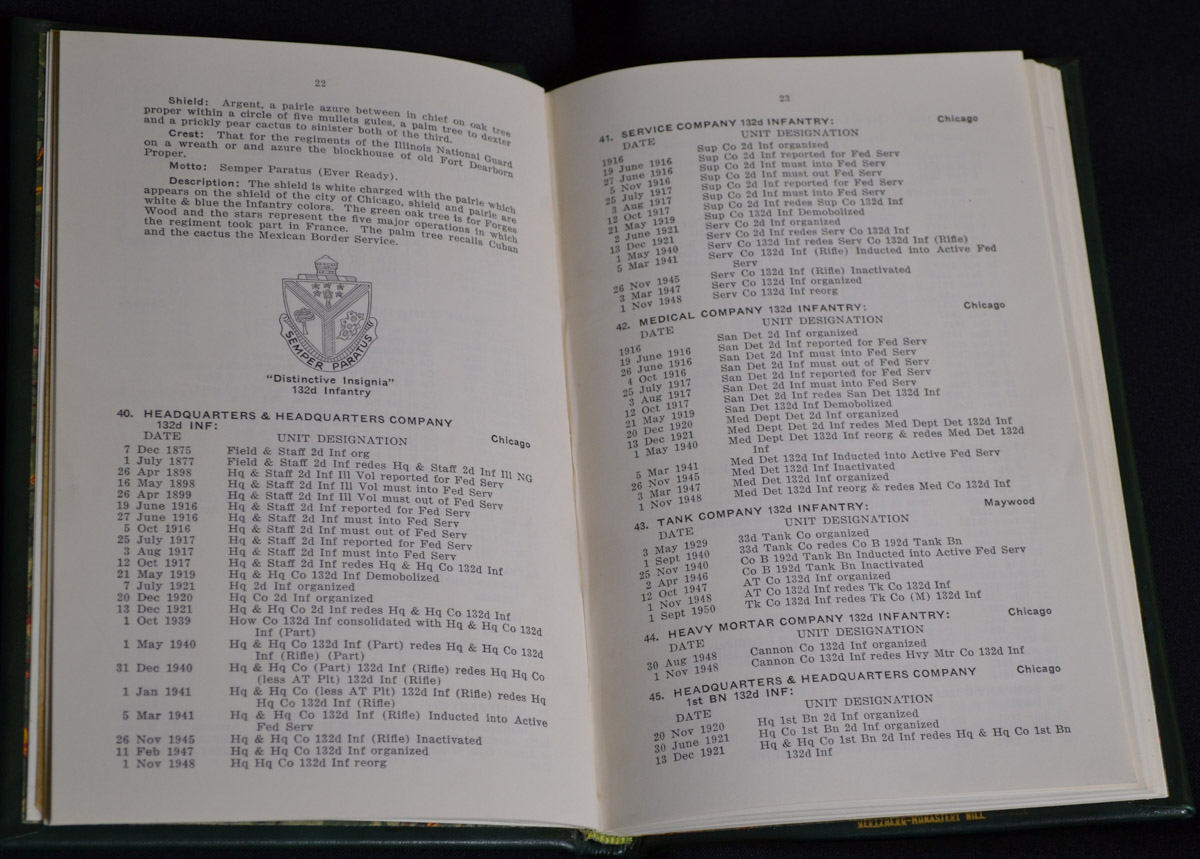 22
Shield: Argent, a pairle azure between in chief on oak tree
proper within a circle of five mullets gules, a palm tree to dexter
and a prickly pear cactus to sinister both of the third.
Crest: That for the regiments of the Illinois National Guard
on a wreath or and azure the blockhouse of old Fort Dearborn
Proper.
Motto: Semper Paratus (Ever Ready).
Description: The shield is white charged with the pairle which
appears on the shield of the city of Chicago, shield and pairle are
white & blue the Infantry colors. The green oak tree is for Forges
Wood and the stars represent the five major operations in which
the regiment took part in France. The palm tree recalls Cuban
and the cactus the Mexican Border Service.
SEMPER PARATUS
"Distinctive Insignia"
132d Infantry
40. HEADQUARTERS & HEADQUARTERS COMPANY
132d INF: Chicago
DATE UNIT DESIGNATION
7 Dec 1875 Field & Staff 2d Inf org
1 July 1877 Field & Staff 2d Inf redes Hq & Staff 2d Inf Ill NG
26 Apr 1898 Hq & Staff 2d Inf Ill Vol reported for Fed Serv
16 May 1898 Hq & Staff 2d Inf Ill Vol must into Fed Serv
26 Apr 1899 Hq & Staff 2d Inf Ill Vol must out of Fed Serv
19 June 1916 Hq & Staff 2d Inf reported for Fed Serv
27 June 1916 Hq & Staff 2d Inf must into Fed Serv
5 Oct 1916 Hq & Staff 2d Inf must out of Fed Serv
25 July 1917 Hq & Staff 2d Inf reported for Fed Serv
3 Aug 1917 Hq & Staff 2d Inf must into Fed Serv
12 Oct 1917 Hq & Staff 2d Inf redes Hq & Hq Co 132d Inf
21 May 1919 Hq & Hq Co 132d Inf Demobolized
7 July 1921 Hq 2d Inf organized
20 Dec 1920 Hq Co 2d Inf organized
13 Dec 1921 Hq & Hq Co 2d Inf redes Hq & Hq Co 132d Inf
1 Oct 1939 How Co 132d Inf consolidated with Hq & Hq Co 132d
Inf (Part)
1 May 1940 Hq & Hq Co 132d Inf (Part) redes Hq & Hq Co 132d
Inf (Rifle) (Part)
31 Dec 1940 Hq & Hq Co (Part) 132d Inf (Rifle) redes Hq Hq Co
(less AT Plt) 132d Inf (Rifle)
1 Jan 1941 Hq & Hq Co (less AT Plt) 132d Inf (Rifle) redes Hq
Hq Co 132d Inf (Rifle)
5 Mar 1941 Hq & Hq Co 132d Inf (Rifle) Inducted into Active
Fed Serv
26 Nov 1945 Hq & Hq Co 132d Inf (Rifle) Inactivated
11 Feb 1947 Hq & Hq Co 132d Inf organized
1 Nov 1948 Hq Hq Co 132d Inf reorg
23
41. SERVICE COMPANY 132d INFANTRY: Chicago
DATE UNIT DESIGNATION
1916 Sup Co 2d Inf organized
19 June 1916 Sup Co 2d Inf reported for Fed Serv
27 June 1916 Sup Co 2d Inf must into Fed Serv
5 Nov 1916 Sup Co 2d Inf must out Fed Serv
25 July 1917 Sup Co 2d Inf reported for Fed Serv
3 Aug 1917 Sup Co 2d Inf must into Fed Serv
12 Oct 1917 Sup Co 2d Inf redes Sup Co 132d Inf
21 May 1919 Sup Co 132d Inf Demobolized
2 June 1921 Serv Co 2d Inf organized
13 Dec 1921 Serv Co 2d Inf redes Serv Co 132d Inf
1 May 1940 Serv Co 132d Inf redes Serv Co 132d Inf (Rifle)
5 Mar 1941 Serv Co 132d Inf (Rifle) Inducted into Active Fed
Serv
26 Nov 1945 Serv Co 132d Inf (Rifle) Inactivated
3 Mar 1947 Serv Co 132d Inf organized
1 Nov 1948 Serv Co 132d Inf reorg
42. MEDICAL COMPANY 132d INFANTRY: Chicago
DATE UNIT DESIGNATION
1916 San Det 2d Inf organized
19 June 1916 San Det 2d Inf reported for Fed Serv
26 June 1916 San Det 2d Inf must into Fed Serv
4 Oct 1916 San Det 2d Inf must out of Fed Serv
25 July 1917 San Det 2d Inf reported for Fed Serv
3 Aug 1917 San Det 2d Inf must into Fed Serv
12 Oct 1917 San Det 2d Inf redes San Det 132d Inf
21 May 1919 San Det 132d Inf Demobolized
20 Dec 1920 Med Dept Det 2d Inf organized
13 Dec 1921 Med Dept Det 2d Inf redes Med Dept Det 132d Inf
1 May 1940 Med Dept Det 132d Inf reorg & redes Med Det 132d
Inf
5 Mar 1941 Med Det 132d Inf Inducted into Active Fed Serv
26 Nov 1945 Med Det 132d Inf Inactivated
3 Mar 1947 Med Det 132d Inf organized
1 Nov 1948 Med Det 132d Inf reorg & redes Med Co 132d Inf
43. TANK COMPANY 132d INFANTRY: Maywood
DATE UNIT DESIGNATION
3 May 1929 33d Tank Co organized
1 Sept 1940 33d Tank Co redes Co B 192d Tank Bn
25 Nov 1940 Co B 192d Tank Bn Inducted into Active Fed Serv
2 Apr 1946 Co B 192d Tank Bn Inactivated
12 Oct 1947 AT Co 132d Inf organized
1 Nov 1948 AT Co 132d Inf redes Tk Co 132d Inf
1 Sept 1950 Tk Co 132d Inf redes Tk Co (M) 132d Inf
44. HEAVY MORTAR COMPANY 132d INFANTRY: Chicago
DATE UNIT DESIGNATION
30 Aug 1948 Cannon Co 132d Inf organized
1 Nov 1948 Cannon Co 132d Inf redes Hvy Mtr Co 132d Inf
45. HEADQUARTERS & HEADQUARTERS COMPANY Chicago
1st BN 132d INF:
DATE UNIT DESIGNATION
20 Nov 1920 Hq 1st Bn 2d Inf organized
30 June 1921 Hq Co 1st Bn 2d Inf organized
13 Dec 1921 Hq & Hq Co 1st Bn 2d Inf redes Hq & Hq Co 1st Bn
132d Inf